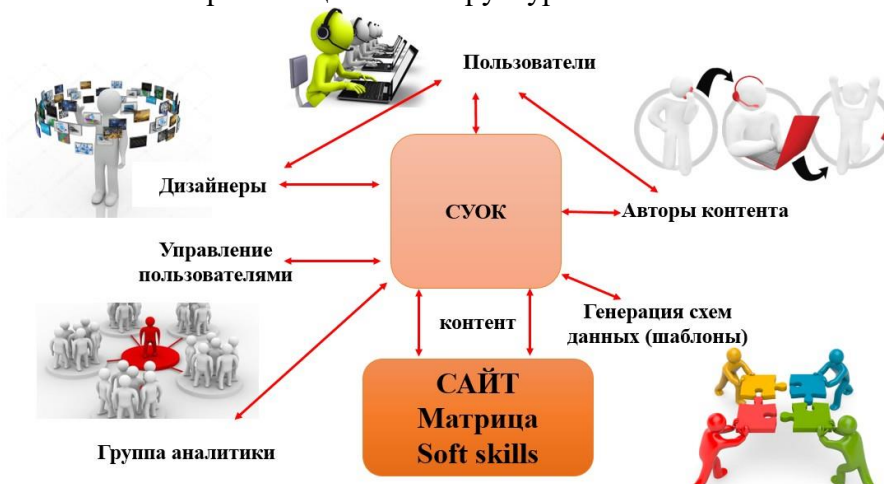 Пользователи
Дизайнеры
СУОК
Авторы контента
Управление
пользователями
Генерация схем
данных (шаблоны)
контент
САЙТ
Матрица
Soft skills
Группа аналитики